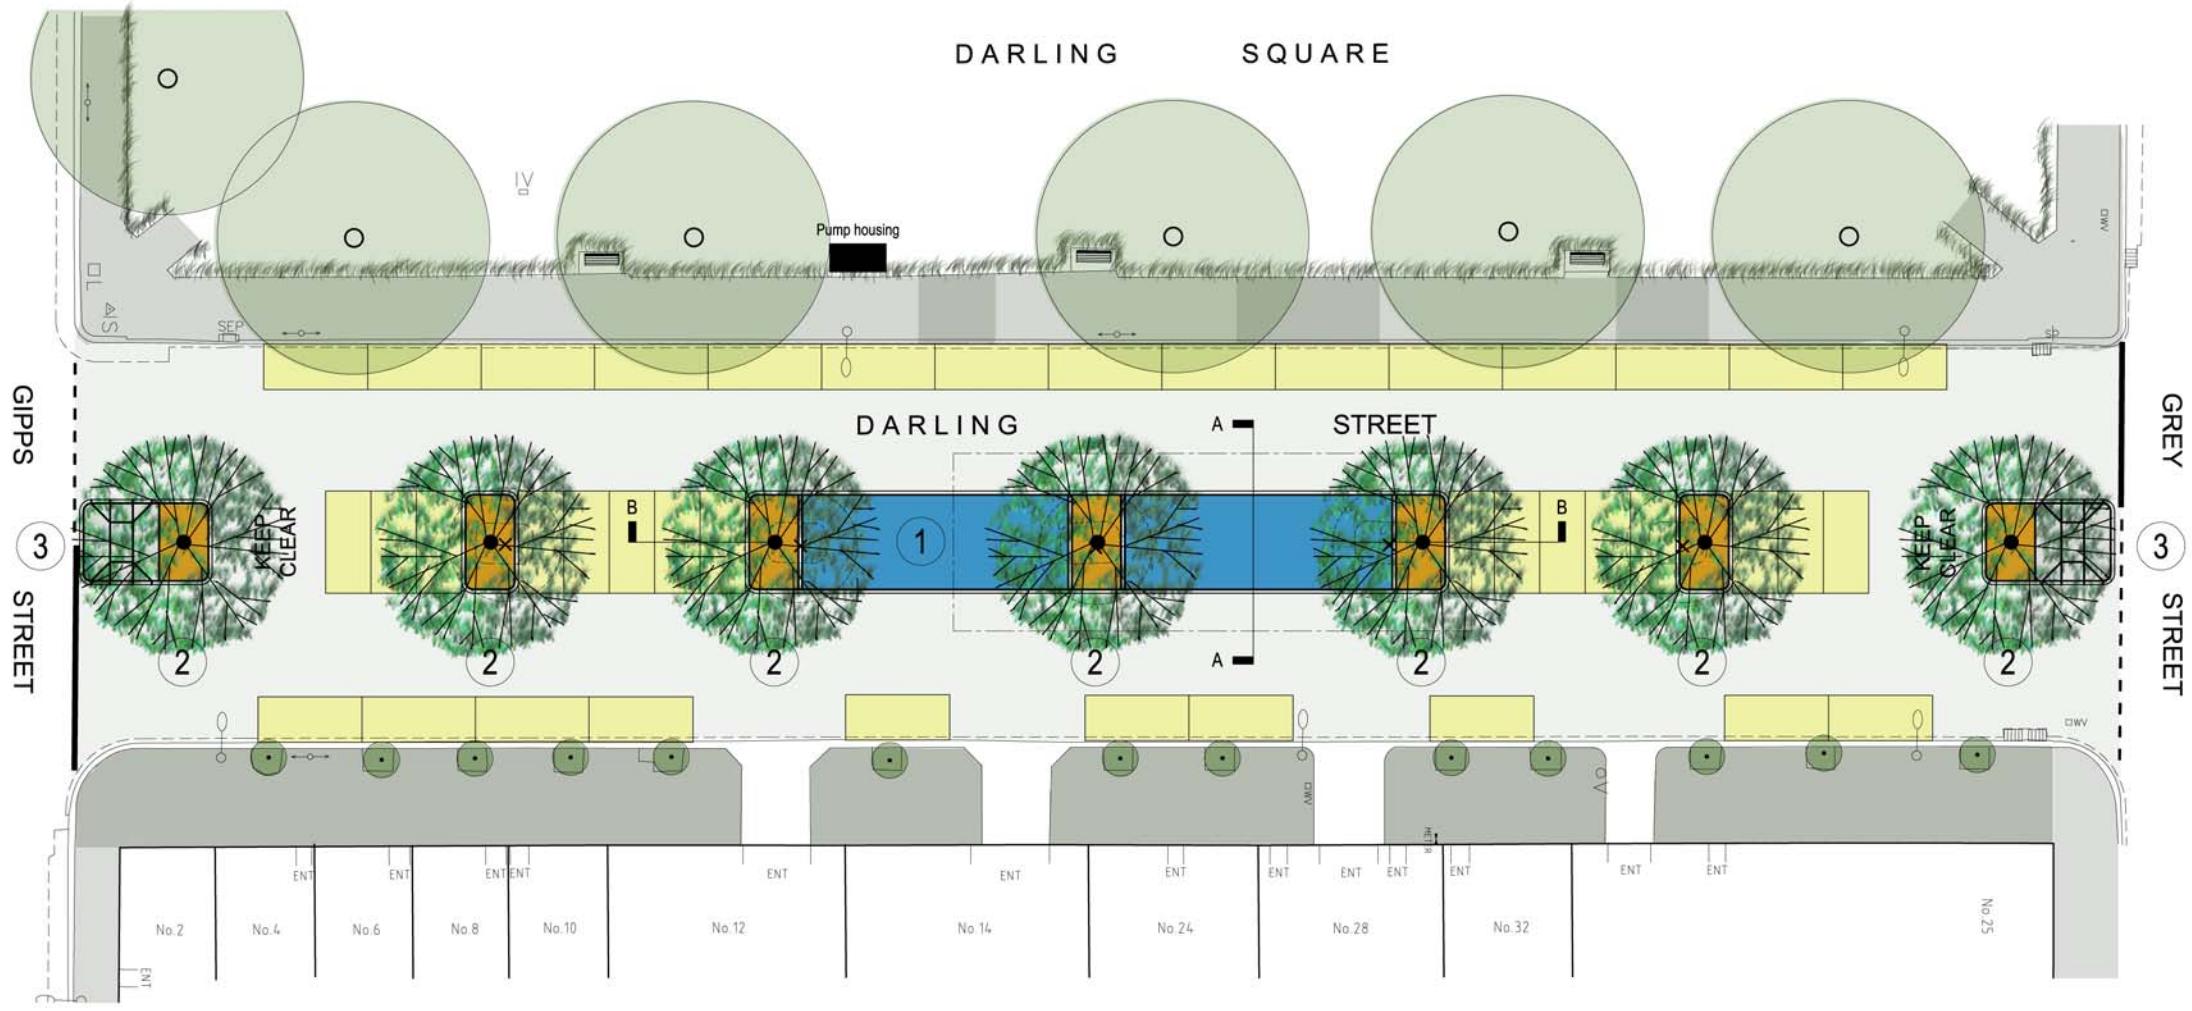 DARLING SQUARE
IV
Pump housing
WV
L
S
SEP
SP
GIPPS STREET
GREY STREET
DARLING STREET
A
B
B
3
KEEP CLEAR
1
KEEP CLEAR
3
A
2
2
2
2
2
2
2
WV
WV
V
ENT
ENT
ENT
ENT
ENT
ENT
ENT
ENT
ENT
ENT
ENT
ENT
ENT
No.2
No.4
No.6
No.8
No.10
No.12
No.14
No.24
No.28
No.32
No.25
ENT